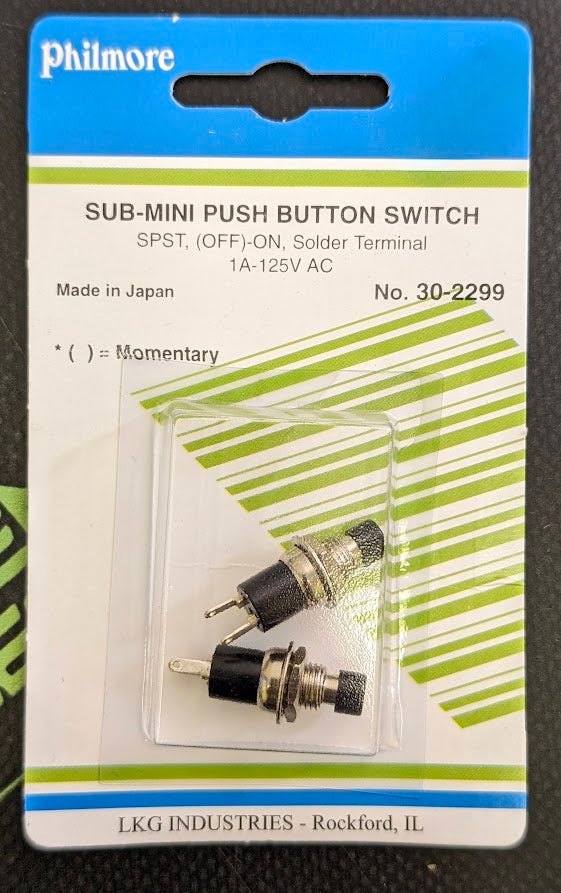 Philmore
SUB-MINI PUSH BUTTON SWITCH
SPST, (OFF)-ON, Solder Terminal
1A-125V AC
Made in Japan No. 30-2299
* ( ) = Momentary
LKG INDUSTRIES - Rockford, IL